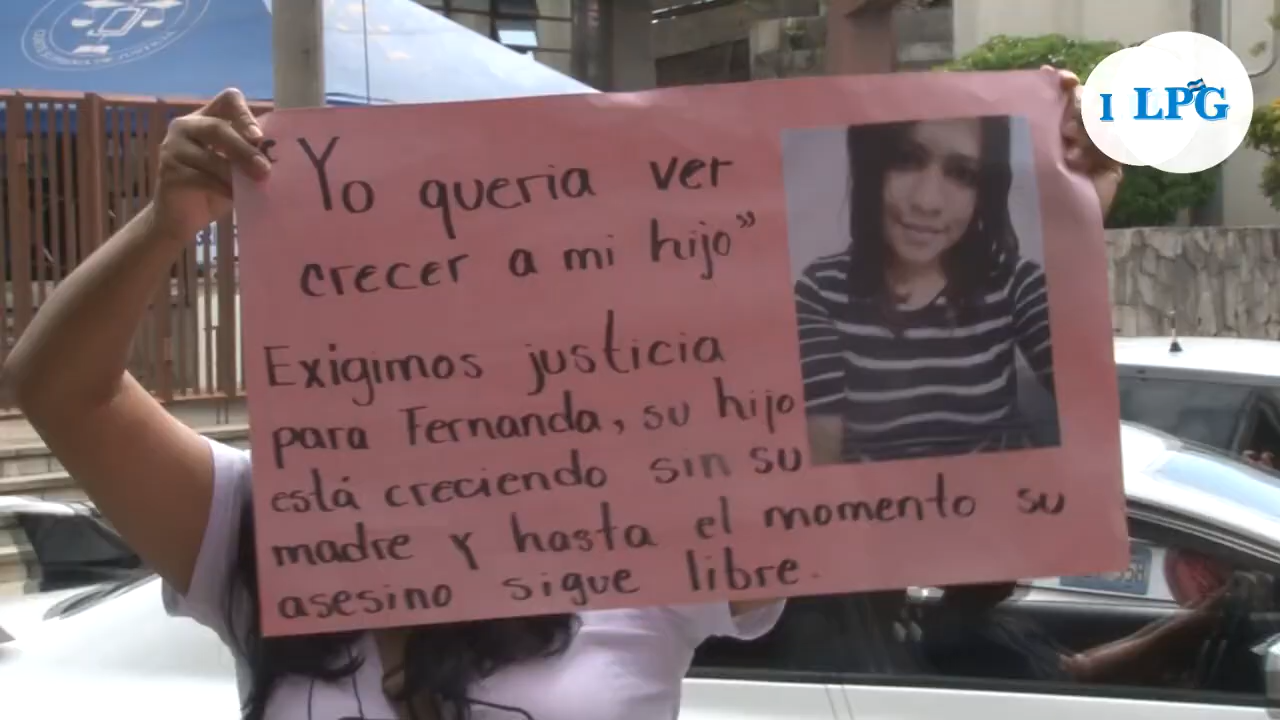 I LPG
"Yo queria ver
crecer a mi hijo"
Exigimos justicia
para Fernanda, su hijo
está creciendo sin su
madre y hasta el momento su
asesino sigue libre.